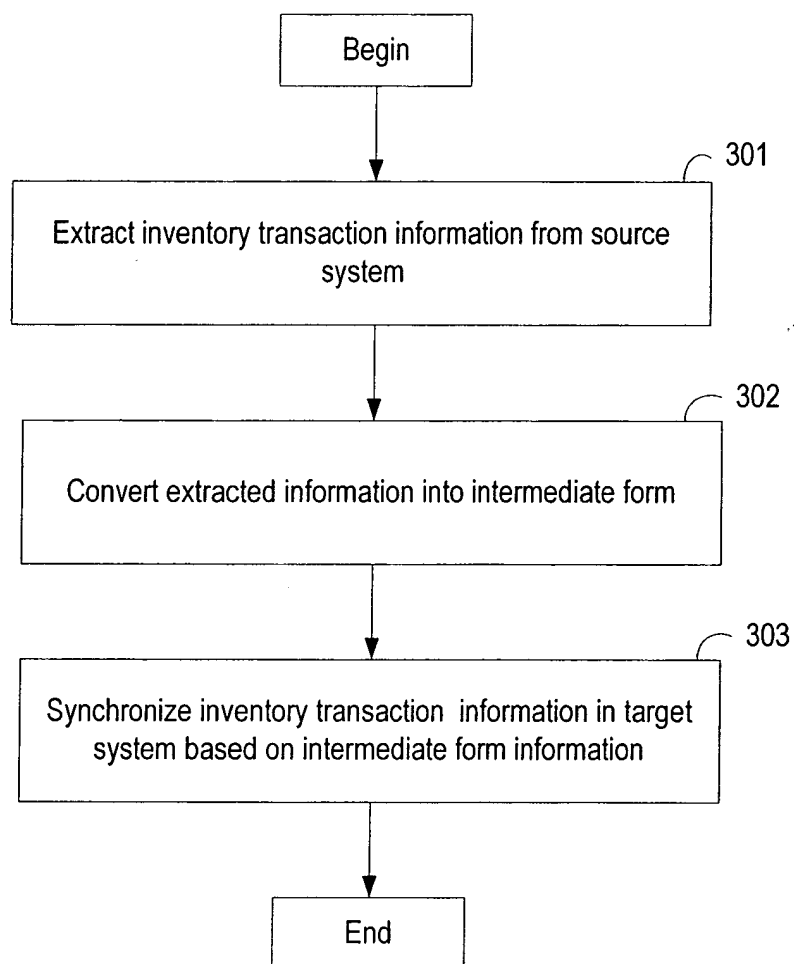 Begin
301
Extract inventory transaction information from source
system
302
Convert extracted information into intermediate form
303
Synchronize inventory transaction information in target
system based on intermediate form information
End